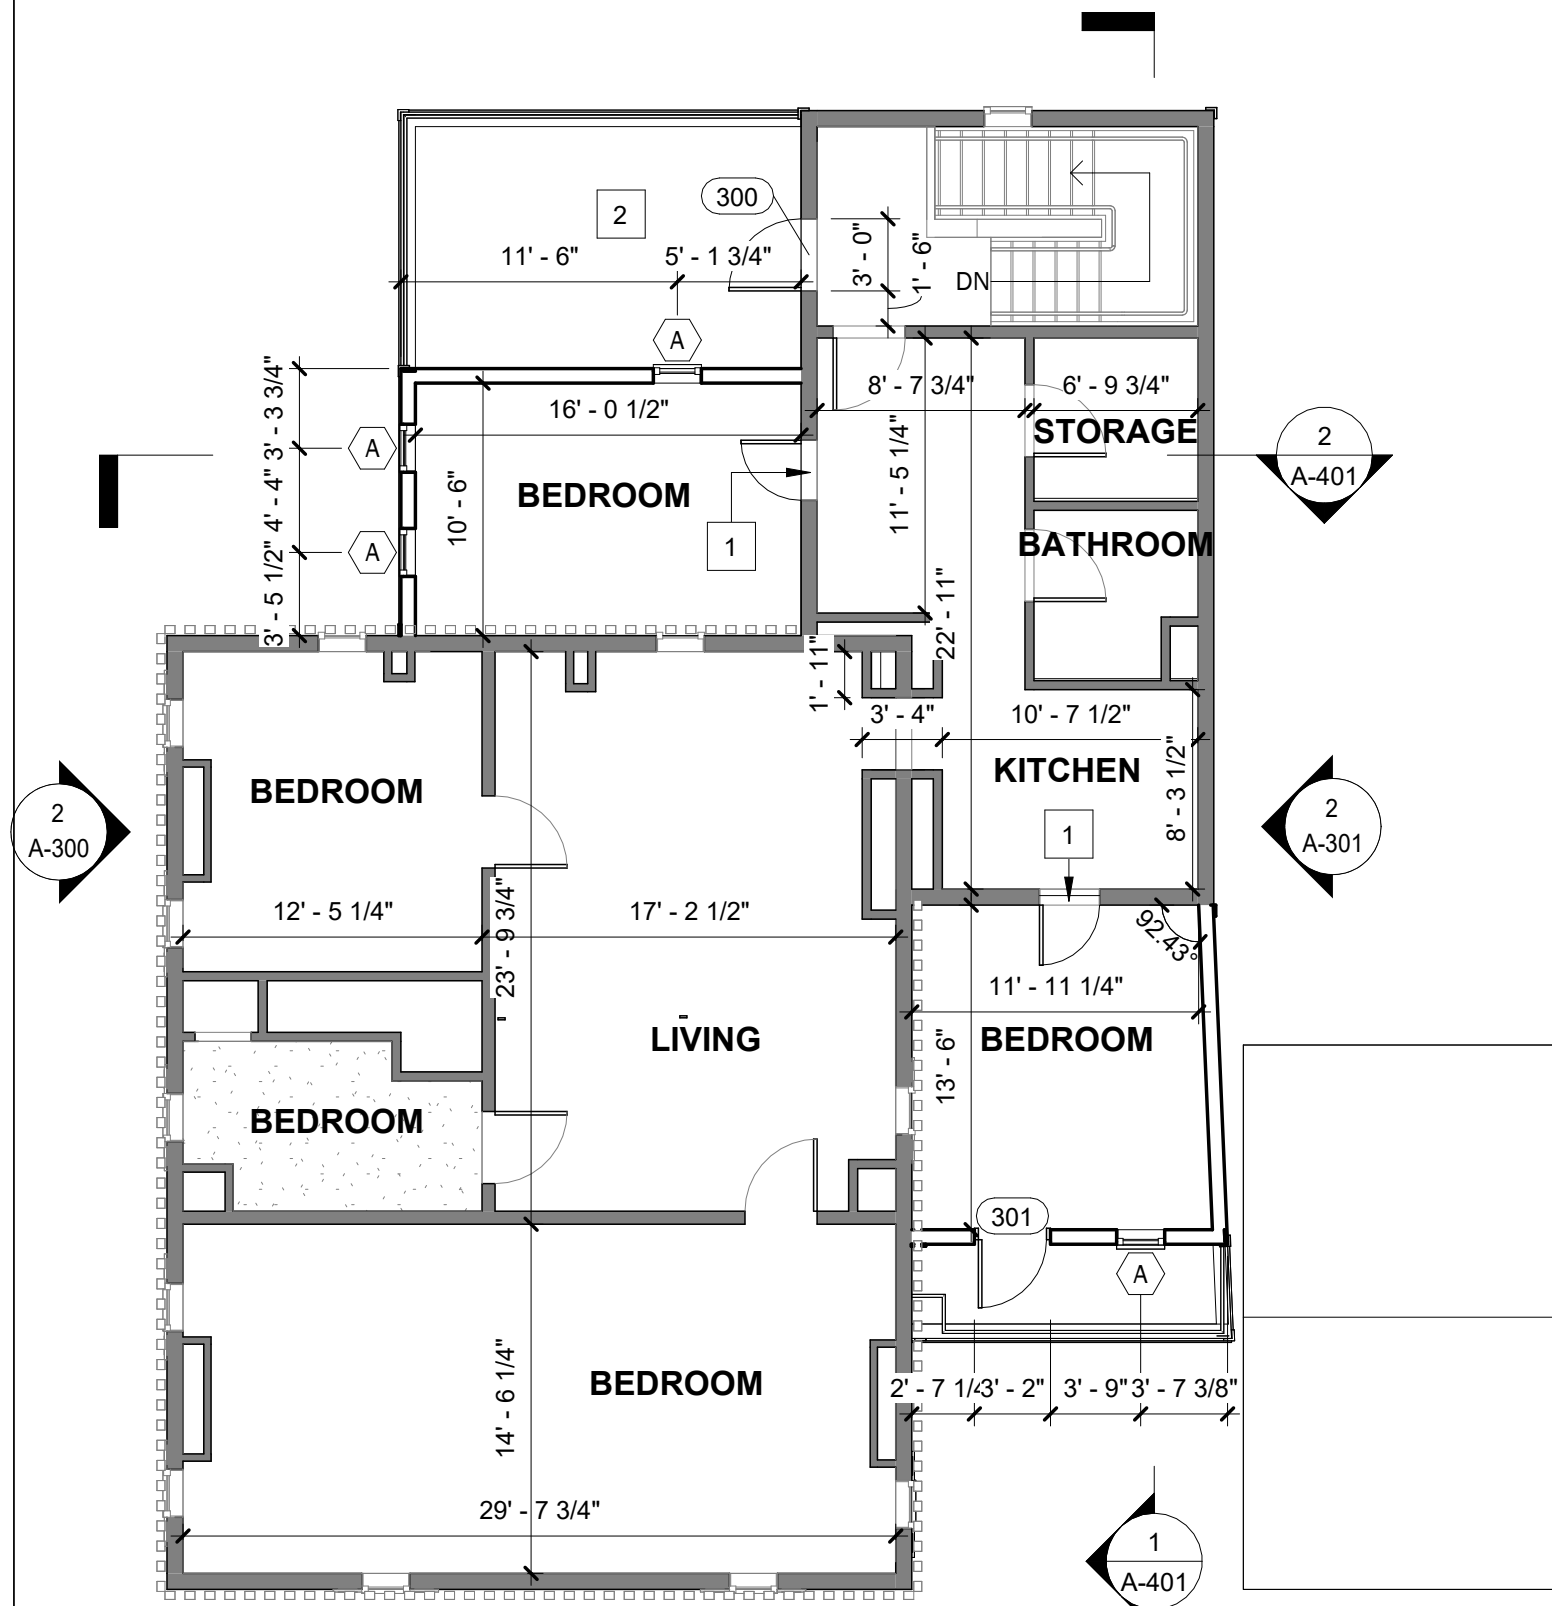 2
300
11' - 6"
5' - 1 3/4"
3' - 0"
1' - 6"
DN
A
3' - 3 3/4"
8' - 7 3/4"
6' - 9 3/4"
16' - 0 1/2"
STORAGE
2
A-401
A
4' - 4"
10' - 6"
BEDROOM
11' - 5 1/4"
BATHROOM
1
A
3' - 5 1/2"
22' - 11"
1' - 11"
3' - 4"
10' - 7 1/2"
BEDROOM
KITCHEN
8' - 3 1/2"
2
A-300
1
2
A-301
12' - 5 1/4"
17' - 2 1/2"
23' - 9 3/4"
92.43°
11' - 11 1/4"
LIVING
BEDROOM
13' - 6"
BEDROOM
301
A
14' - 6 1/4"
BEDROOM
2' - 7 1/4
3' - 2"
3' - 9"
3' - 7 3/8"
29' - 7 3/4"
1
A-401